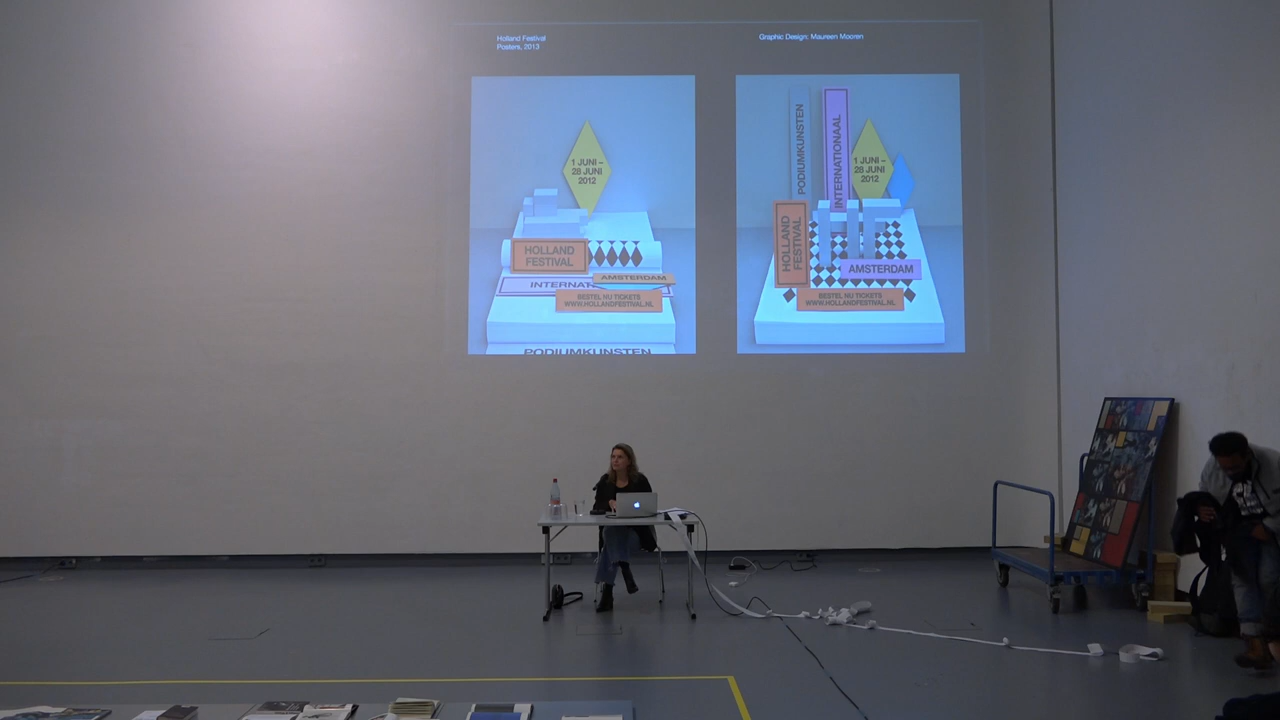 Holland Festival
Posters, 2013
Graphic Design: Maureen Mooren
1 JUNI –
28 JUNI
2012
HOLLAND
FESTIVAL
AMSTERDAM
INTERNAT
BESTEL NU TICKETS
WWW.HOLLANDFESTIVAL.NL
PODIUMKUNSTEN
PODIUMKUNSTEN
INTERNATIONAAL
1 JUNI –
28 JUNI
2012
HOLLAND
FESTIVAL
HF
AMSTERDAM
BESTEL NU TICKETS
WWW.HOLLANDFESTIVAL.NL